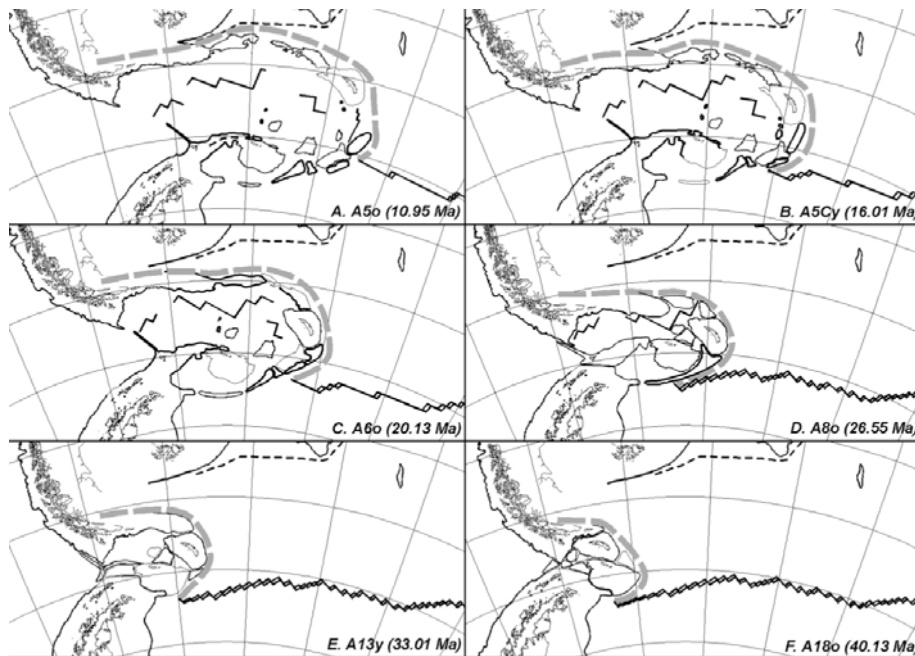 A. A5o (10.95 Ma)
B. A5Cy (16.01 Ma)
C. A6o (20.13 Ma)
D. A8o (26.55 Ma)
E. A13y (33.01 Ma)
F. A18o (40.13 Ma)